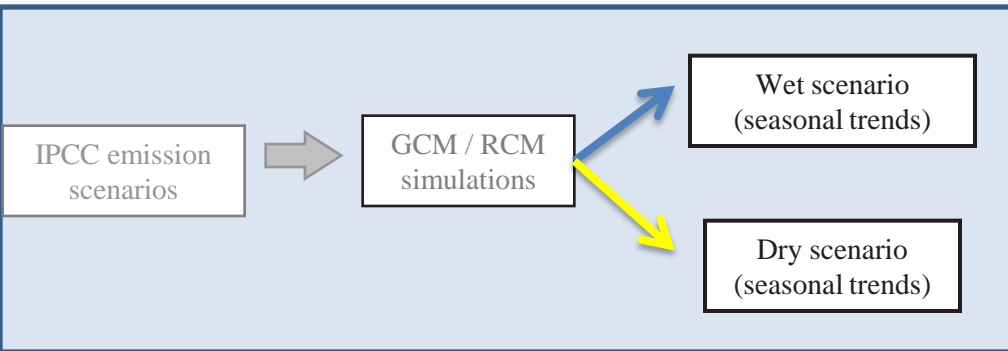 IPCC emission
scenarios
GCM / RCM
simulations
Wet scenario
(seasonal trends)
Dry scenario
(seasonal trends)